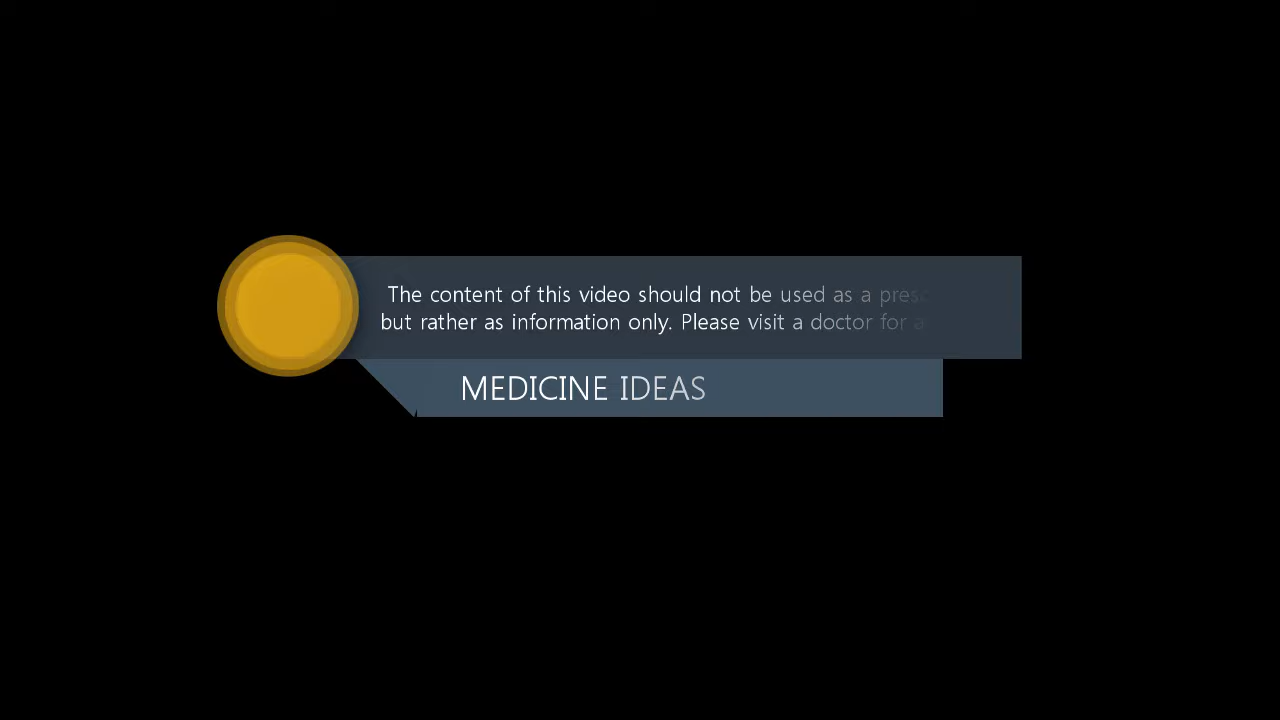 The content of this video should not be used as a
but rather as information only. Please visit a doctor for
MEDICINE IDEAS